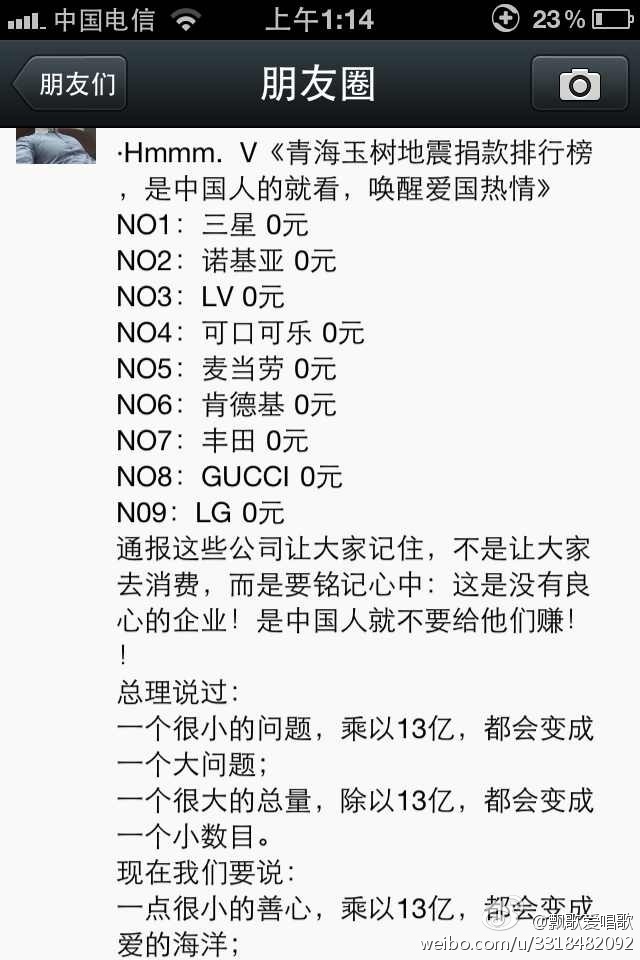 中国电信 上午1:14 23%
朋友们 朋友圈
·Hmmm. V《青海玉树地震捐款排行榜
，是中国人的就看，唤醒爱国热情》
NO1：三星 0元
NO2：诺基亚 0元
NO3：LV 0元
NO4：可口可乐 0元
NO5：麦当劳 0元
NO6：肯德基 0元
NO7：丰田 0元
NO8：GUCCI 0元
N09：LG 0元
通报这些公司让大家记住，不是让大家
去消费，而是要铭记心中：这是没有良
心的企业！是中国人就不要给他们赚！
！
总理说过：
一个很小的问题，乘以13亿，都会变成
一个大问题；
一个很大的总量，除以13亿，都会变成
一个小数目。
现在我们要说：
一点很小的善心，乘以13亿，都会变成
爱的海洋；
@飘歌爱唱歌
weibo.com/u/3318482092